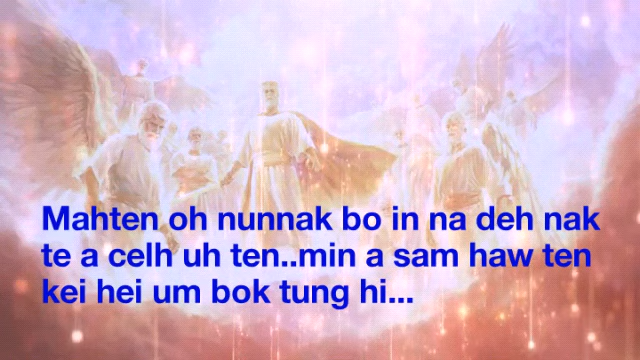 Mahten oh nunnak bo in na deh nak
te a celh uh ten..min a sam haw ten
kei hei um bok tung hi...